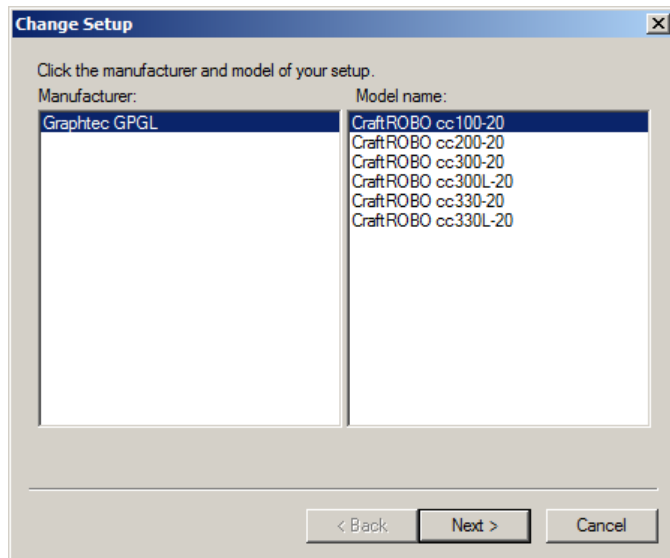 Change Setup
Click the manufacturer and model of your setup.
Manufacturer:
Model name:
Graphtec GPGL
CraftROBO cc100-20
CraftROBO cc200-20
CraftROBO cc300-20
CraftROBO cc300L-20
CraftROBO cc330-20
CraftROBO cc330L-20
< Back
Next >
Cancel